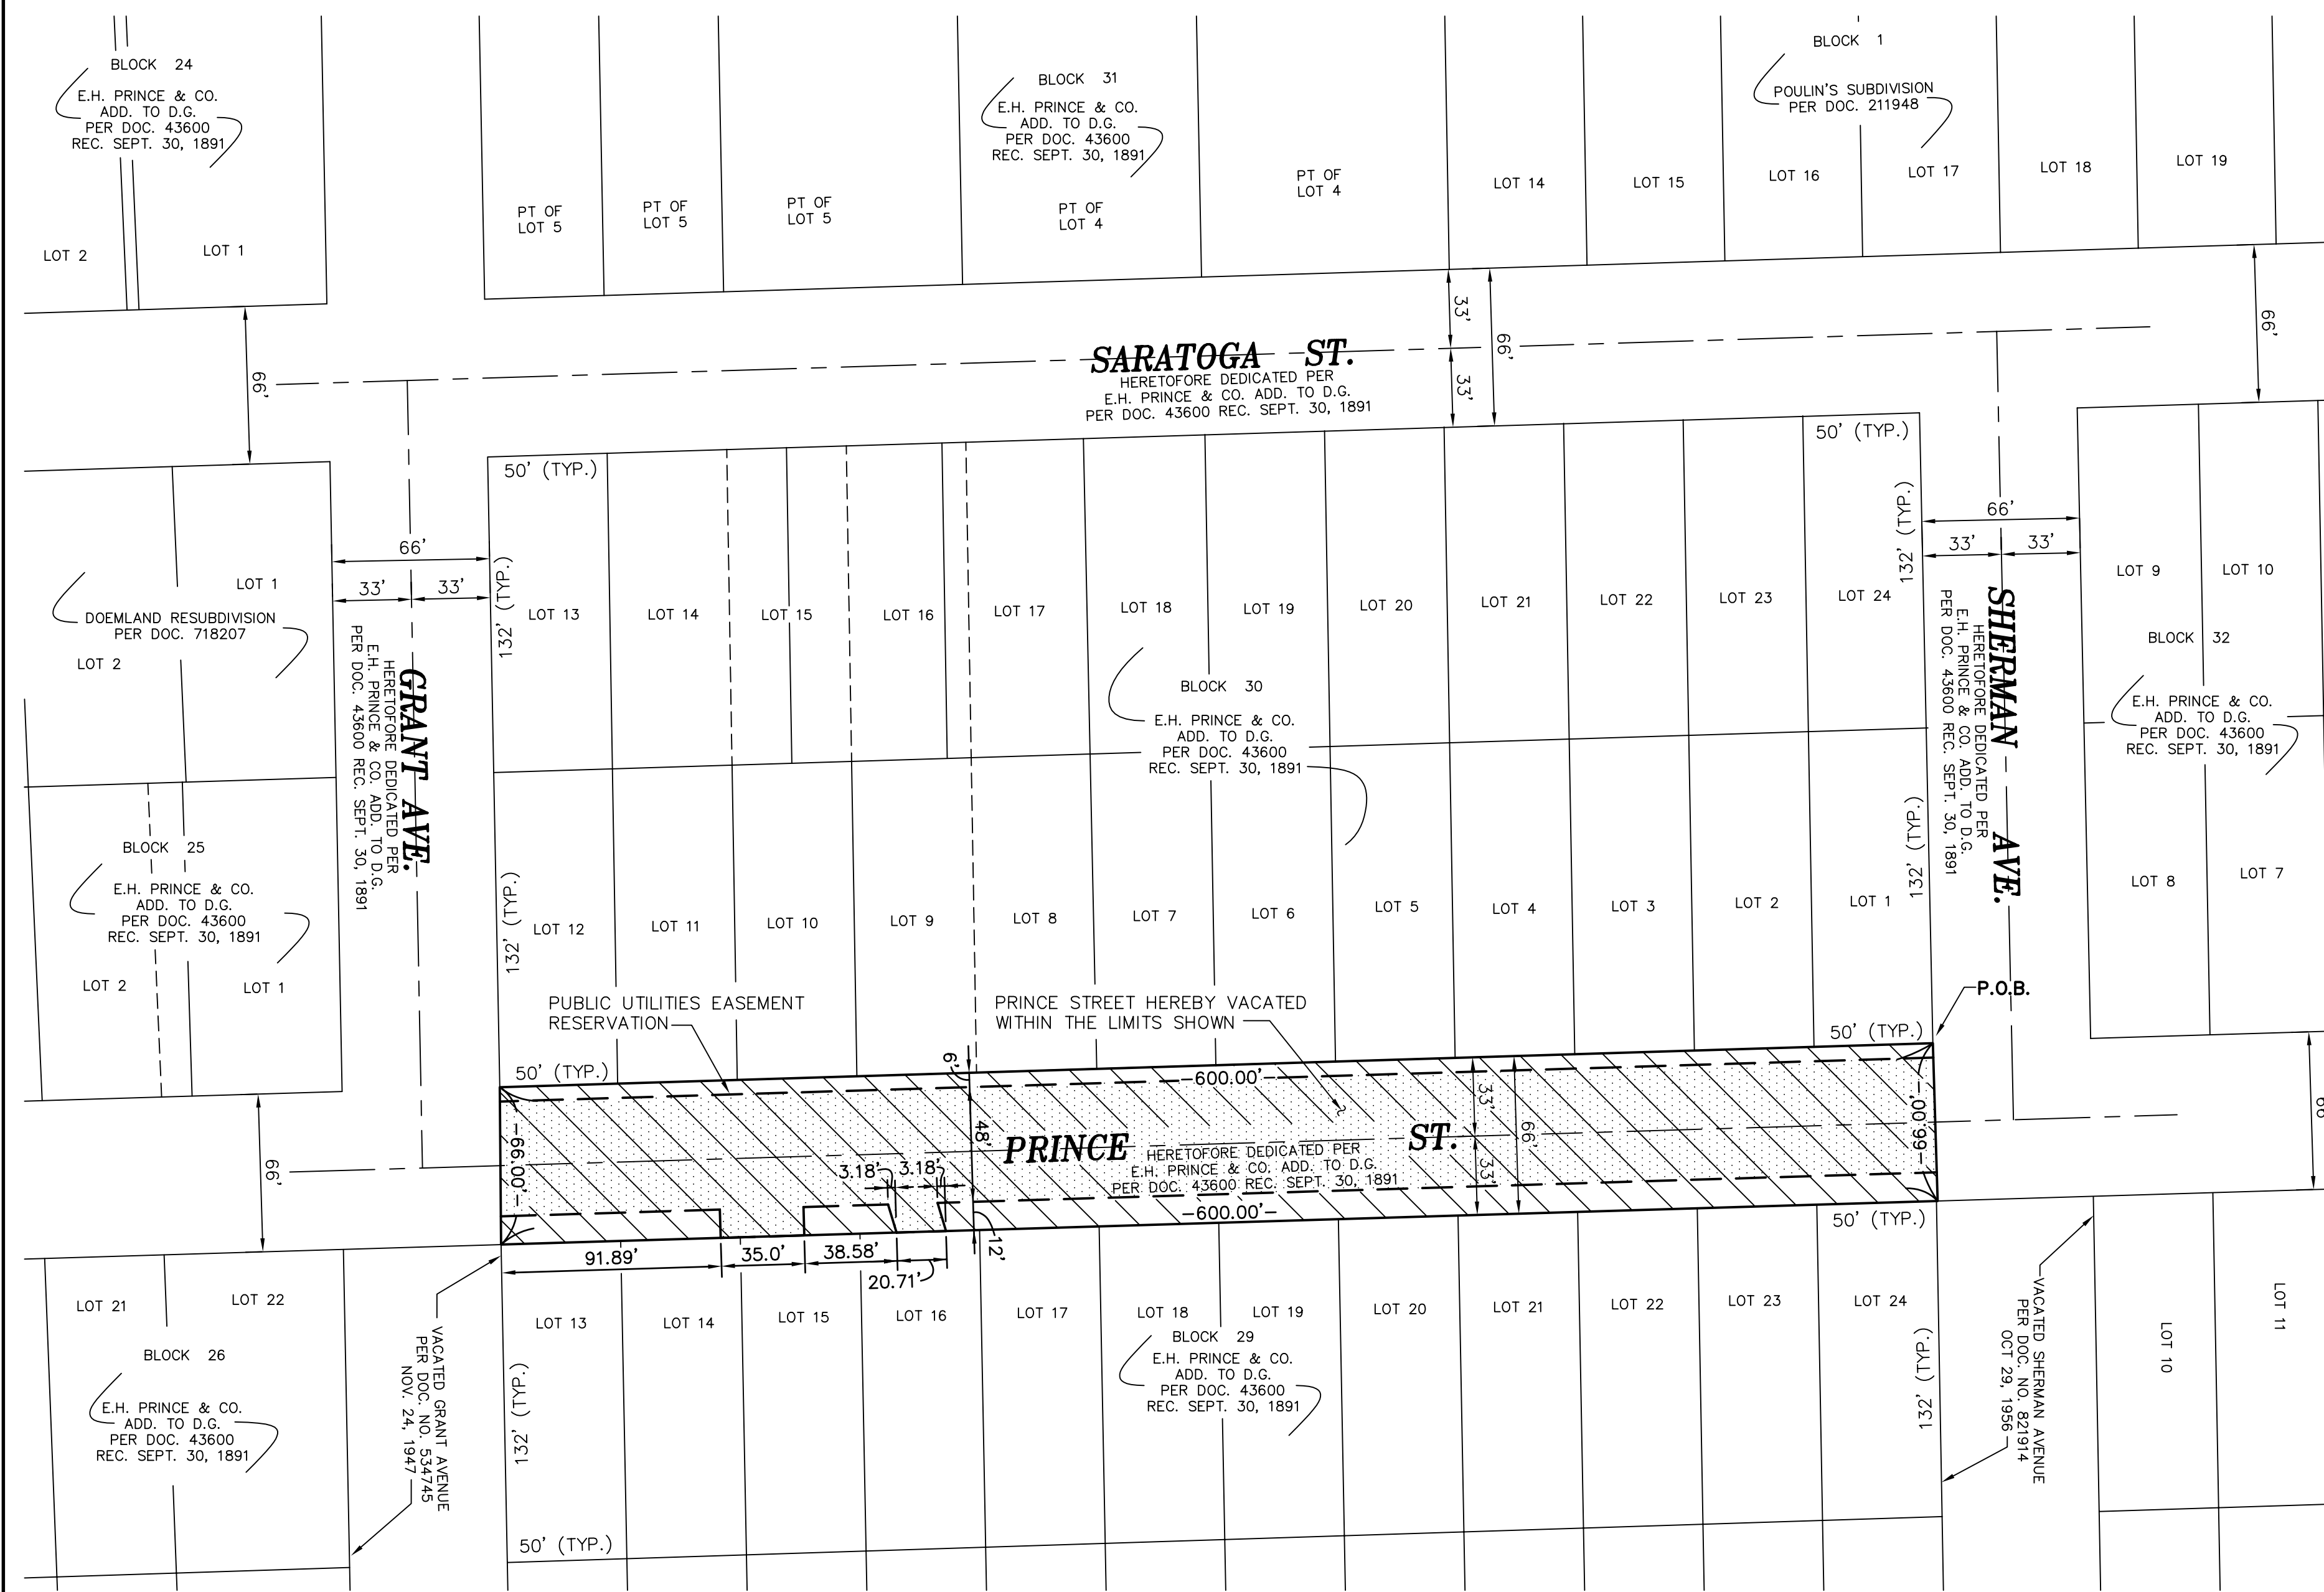 BLOCK 24
E.H. PRINCE & CO.
ADD. TO D.G.
PER DOC. 43600
REC. SEPT. 30, 1891
LOT 2
LOT 1
PT OF
LOT 5
PT OF
LOT 5
PT OF
LOT 5
BLOCK 31
E.H. PRINCE & CO.
ADD. TO D.G.
PER DOC. 43600
REC. SEPT. 30, 1891
PT OF
LOT 4
PT OF
LOT 4
BLOCK 1
POULIN'S SUBDIVISION
PER DOC. 211948
LOT 14
LOT 15
LOT 16
LOT 17
LOT 18
LOT 19
66'
33'
66'
33'
66'
SARATOGA ST.
HERETOFORE DEDICATED PER
E.H. PRINCE & CO. ADD. TO D.G.
PER DOC. 43600 REC. SEPT. 30, 1891
50' (TYP.)
50' (TYP.)
132' (TYP.)
132' (TYP.)
66'
33'
33'
66'
33'
33'
LOT 1
DOEMLAND RESUBDIVISION
PER DOC. 718207
LOT 2
GRANT AVE.
HERETOFORE DEDICATED PER
E.H. PRINCE & CO. ADD. TO D.G.
PER DOC. 43600 REC. SEPT. 30, 1891
LOT 13
LOT 14
LOT 15
LOT 16
LOT 17
LOT 18
LOT 19
LOT 20
LOT 21
LOT 22
LOT 23
LOT 24
BLOCK 30
E.H. PRINCE & CO.
ADD. TO D.G.
PER DOC. 43600
REC. SEPT. 30, 1891
SHERMAN AVE.
HERETOFORE DEDICATED PER
E.H. PRINCE & CO. ADD. TO D.G.
PER DOC. 43600 REC. SEPT. 30, 1891
LOT 9
LOT 10
BLOCK 32
E.H. PRINCE & CO.
ADD. TO D.G.
PER DOC. 43600
REC. SEPT. 30, 1891
LOT 8
LOT 7
BLOCK 25
E.H. PRINCE & CO.
ADD. TO D.G.
PER DOC. 43600
REC. SEPT. 30, 1891
LOT 2
LOT 1
132' (TYP.)
132' (TYP.)
LOT 12
LOT 11
LOT 10
LOT 9
LOT 8
LOT 7
LOT 6
LOT 5
LOT 4
LOT 3
LOT 2
LOT 1
PUBLIC UTILITIES EASEMENT
RESERVATION
PRINCE STREET HEREBY VACATED
WITHIN THE LIMITS SHOWN
P.O.B.
50' (TYP.)
50' (TYP.)
6'
-600.00'-
-66.00'-
48'
33'
66'
33'
-66.00'-
66'
66
PRINCE ST.
HERETOFORE DEDICATED PER
E.H. PRINCE & CO. ADD. TO D.G.
PER DOC. 43600 REC. SEPT. 30, 1891
3.18'
3.18'
-600.00'-
12'
50' (TYP.)
91.89'
35.0'
38.58'
20.71'
LOT 21
LOT 22
BLOCK 26
E.H. PRINCE & CO.
ADD. TO D.G.
PER DOC. 43600
REC. SEPT. 30, 1891
VACATED GRANT AVENUE
PER DOC. NO. 534745
NOV. 24, 1947
LOT 13
LOT 14
LOT 15
LOT 16
LOT 17
LOT 18
LOT 19
LOT 20
LOT 21
LOT 22
LOT 23
LOT 24
BLOCK 29
E.H. PRINCE & CO.
ADD. TO D.G.
PER DOC. 43600
REC. SEPT. 30, 1891
132' (TYP.)
132' (TYP.)
50' (TYP.)
VACATED SHERMAN AVENUE
PER DOC. NO. 821914
OCT 29, 1956
LOT 10
LOT 11